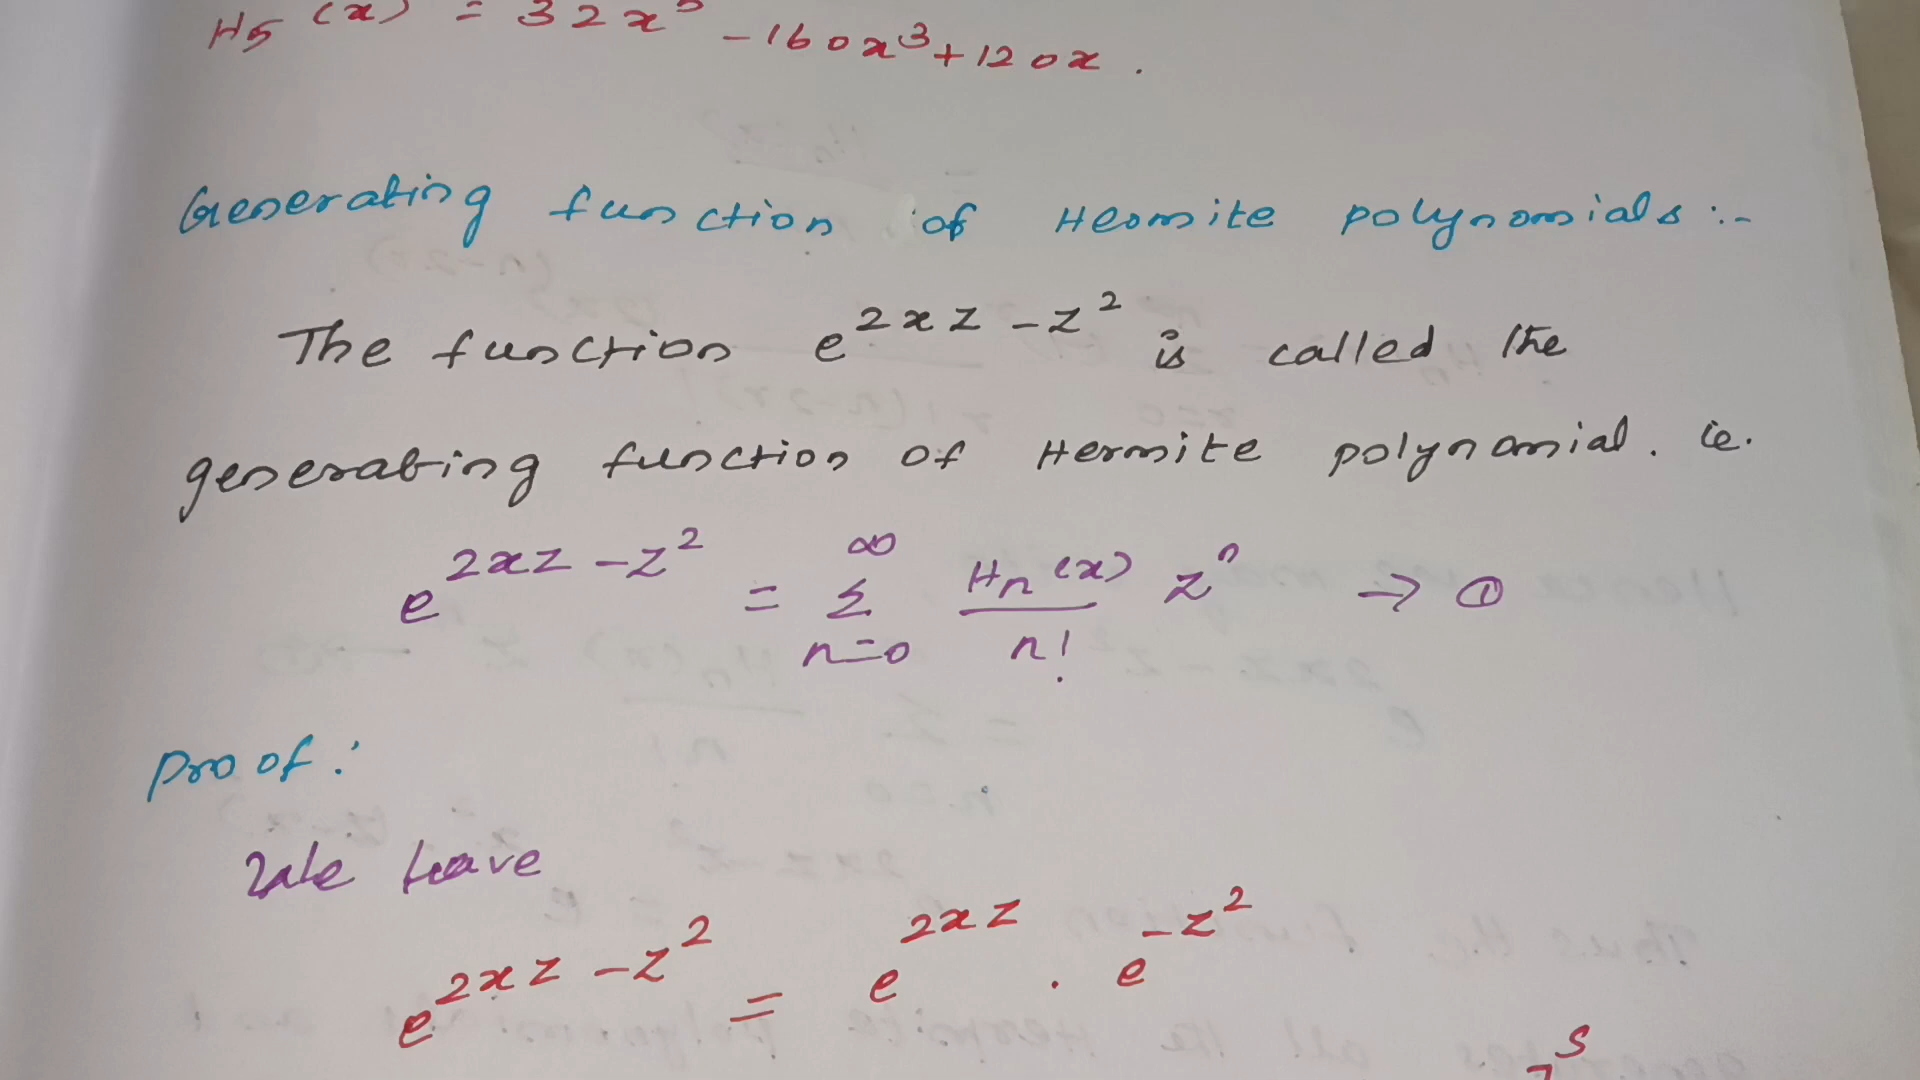 H5 (x) = 32x^5 - 160x^3 + 120x.
Generating function of Hermite polynomials :-
The function e^{2xz - z^2} is called the
generating function of Hermite polynomial. ie.
e^{2xz - z^2} = Σ_{n=0}^{∞} Hn(x)/n! z^n → ①
proof :
We have
e^{2xz - z^2} = e^{2xz} . e^{-z^2}